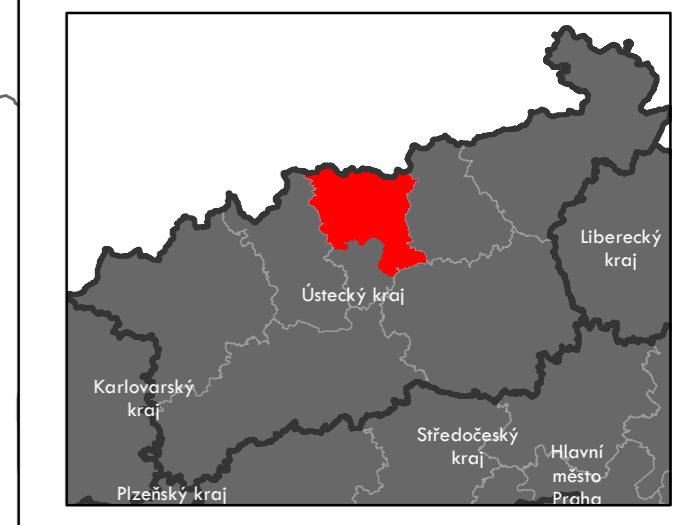 Liberecký
kraj
Ústecký kraj
Karlovarský
kraj
Středočeský
kraj
Hlavní
město
Praha
Plzeňský kraj